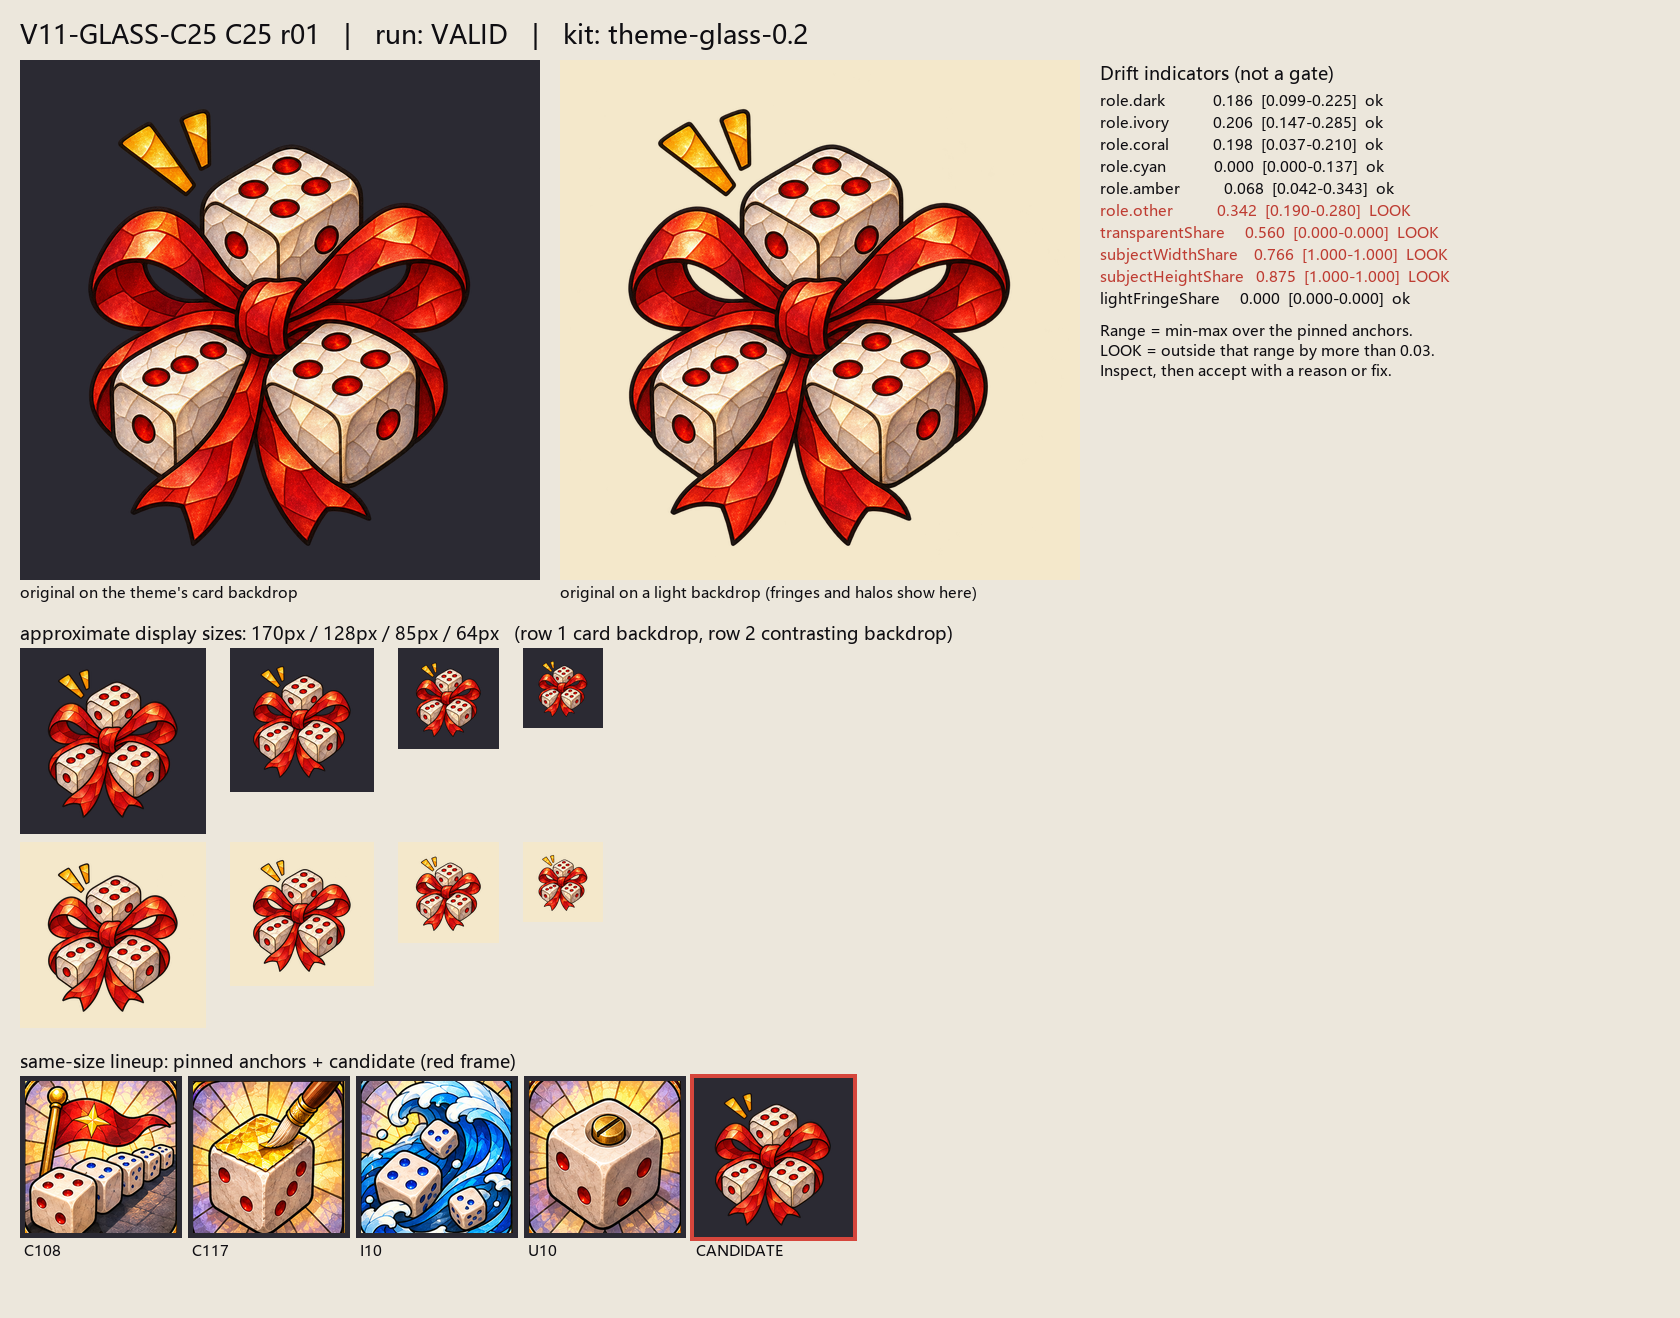 V11-GLASS-C25 C25 r01 | run: VALID | kit: theme-glass-0.2
Drift indicators (not a gate)
role.dark 0.186 [0.099-0.225] ok
role.ivory 0.206 [0.147-0.285] ok
role.coral 0.198 [0.037-0.210] ok
role.cyan 0.000 [0.000-0.137] ok
role.amber 0.068 [0.042-0.343] ok
role.other 0.342 [0.190-0.280] LOOK
transparentShare 0.560 [0.000-0.000] LOOK
subjectWidthShare 0.766 [1.000-1.000] LOOK
subjectHeightShare 0.875 [1.000-1.000] LOOK
lightFringeShare 0.000 [0.000-0.000] ok
Range = min-max over the pinned anchors.
LOOK = outside that range by more than 0.03.
Inspect, then accept with a reason or fix.
original on the theme's card backdrop
original on a light backdrop (fringes and halos show here)
approximate display sizes: 170px / 128px / 85px / 64px (row 1 card backdrop, row 2 contrasting backdrop)
same-size lineup: pinned anchors + candidate (red frame)
C108
C117
I10
U10
CANDIDATE